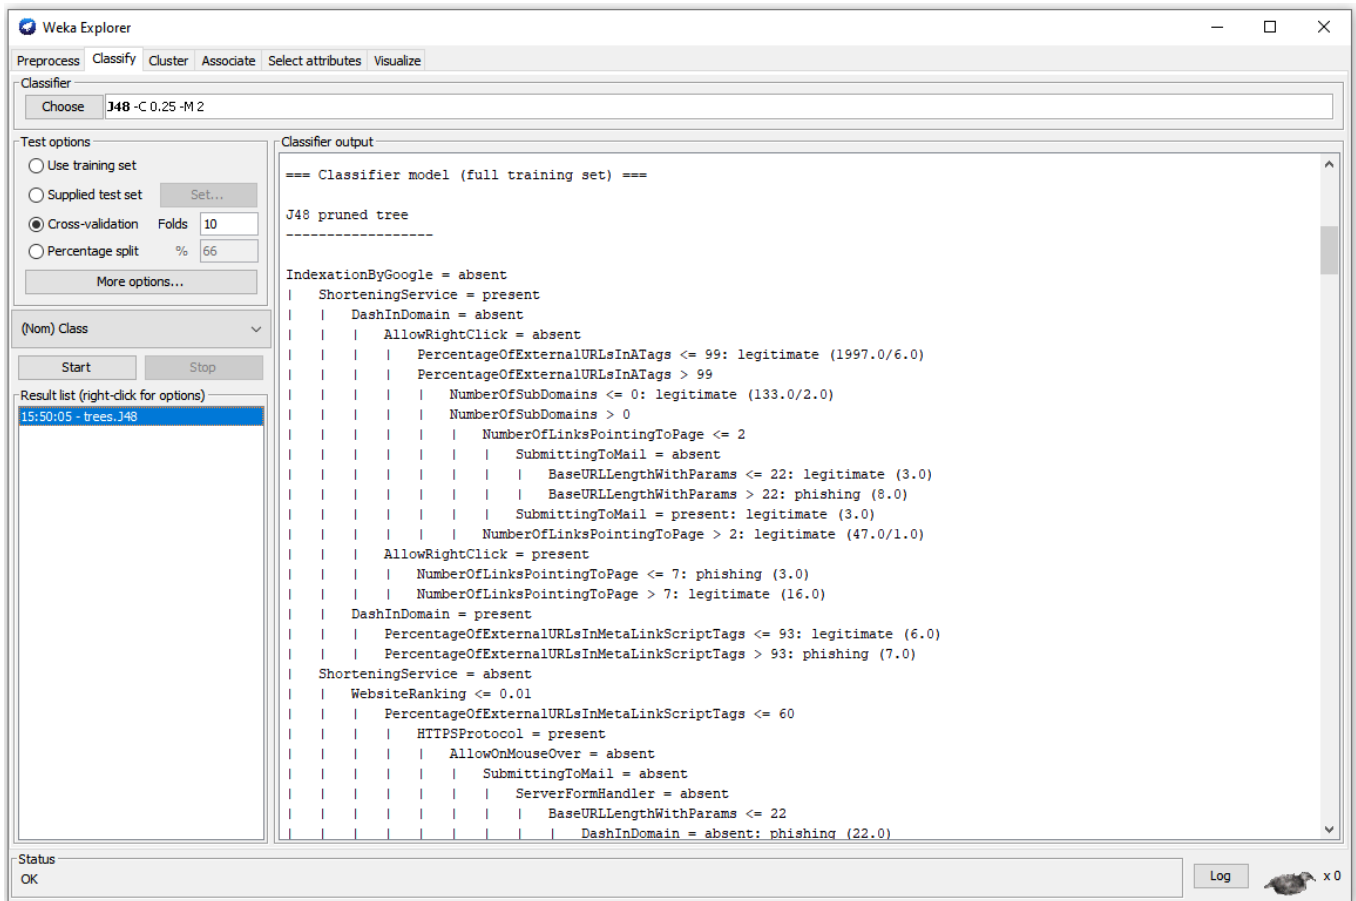 Weka Explorer
Preprocess Classify Cluster Associate Select attributes Visualize
Classifier
Choose J48 -C 0.25 -M 2
Test options
Use training set
Supplied test set Set...
Cross-validation Folds 10
Percentage split % 66
More options...
(Nom) Class
Start Stop
Result list (right-click for options)
15:50:05 - trees.J48
Classifier output
=== Classifier model (full training set) ===
J48 pruned tree
------------------
IndexationByGoogle = absent
|   ShorteningService = present
|   |   DashInDomain = absent
|   |   |   AllowRightClick = absent
|   |   |   |   PercentageOfExternalURLsInATags <= 99: legitimate (1997.0/6.0)
|   |   |   |   PercentageOfExternalURLsInATags > 99
|   |   |   |   |   NumberOfSubDomains <= 0: legitimate (133.0/2.0)
|   |   |   |   |   NumberOfSubDomains > 0
|   |   |   |   |   |   NumberOfLinksPointingToPage <= 2
|   |   |   |   |   |   |   SubmittingToMail = absent
|   |   |   |   |   |   |   |   BaseURLLengthWithParams <= 22: legitimate (3.0)
|   |   |   |   |   |   |   |   BaseURLLengthWithParams > 22: phishing (8.0)
|   |   |   |   |   |   |   SubmittingToMail = present: legitimate (3.0)
|   |   |   |   |   |   NumberOfLinksPointingToPage > 2: legitimate (47.0/1.0)
|   |   |   AllowRightClick = present
|   |   |   |   NumberOfLinksPointingToPage <= 7: phishing (3.0)
|   |   |   |   NumberOfLinksPointingToPage > 7: legitimate (16.0)
|   |   DashInDomain = present
|   |   |   PercentageOfExternalURLsInMetaLinkScriptTags <= 93: legitimate (6.0)
|   |   |   PercentageOfExternalURLsInMetaLinkScriptTags > 93: phishing (7.0)
|   ShorteningService = absent
|   |   WebsiteRanking <= 0.01
|   |   |   PercentageOfExternalURLsInMetaLinkScriptTags <= 60
|   |   |   |   HTTPSProtocol = present
|   |   |   |   |   AllowOnMouseOver = absent
|   |   |   |   |   |   SubmittingToMail = absent
|   |   |   |   |   |   |   ServerFormHandler = absent
|   |   |   |   |   |   |   |   BaseURLLengthWithParams <= 22
|   |   |   |   |   |   |   |   |   DashInDomain = absent: phishing (22.0)
Status
OK
Log x 0